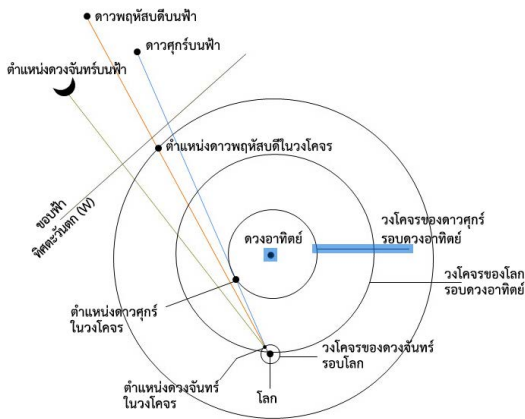 ดาวพฤหัสบดีบนฟ้า
ดาวศุกร์บนฟ้า
ตำแหน่งดวงจันทร์บนฟ้า
ตำแหน่งดาวพฤหัสบดีในวงโคจร
ขอบฟ้า
ทิศตะวันตก (W)
ดวงอาทิตย์
วงโคจรของดาวศุกร์
รอบดวงอาทิตย์
วงโคจรของโลก
รอบดวงอาทิตย์
ตำแหน่งดาวศุกร์
ในวงโคจร
วงโคจรของดวงจันทร์
รอบโลก
ตำแหน่งดวงจันทร์
ในวงโคจร
โลก